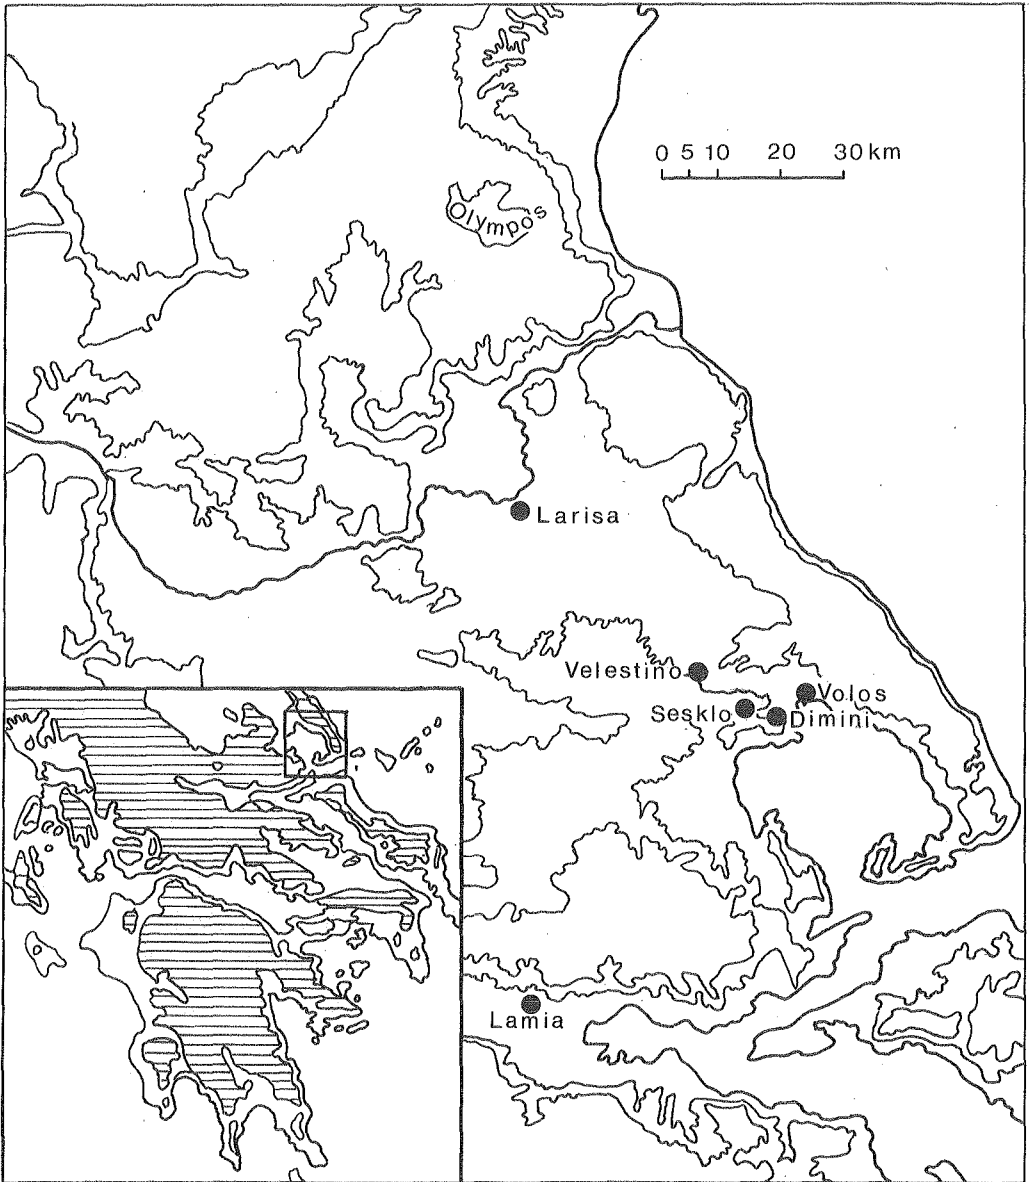 0 5 10 20 30 km
Olympos
Larisa
Velestino
Volos
Sesklo
Dimini
Lamia